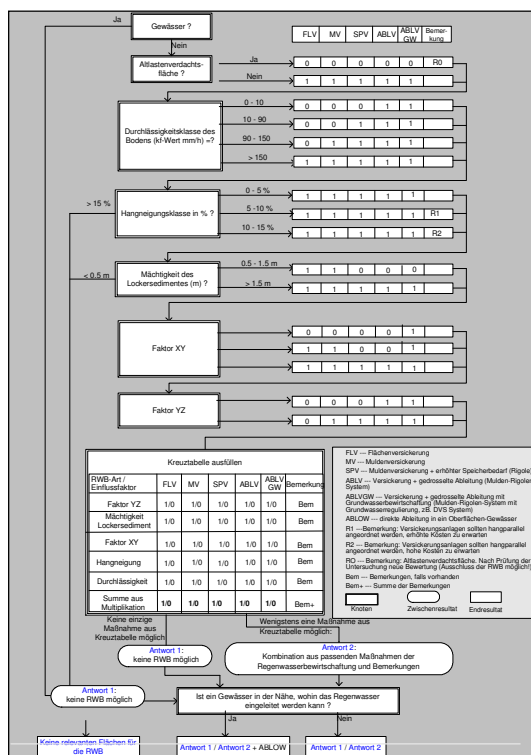 Ja
Gewässer ?
Nein
FLV MV SPV ABLV ABLV GW Bemer-kung
Altlastenverdachts-
fläche ?
Ja
0 0 0 0 0 R0
Nein
1 1 1 1 1
Durchlässigkeitsklasse des
Bodens (kf-Wert mm/h) =?
0 - 10
0 0 0 1 1
10 - 90
0 0 1 1 1
90 - 150
0 1 1 1 1
> 150
1 1 1 1 1
> 15 %
Hangneigungsklasse in % ?
0 - 5 %
1 1 1 1 1
5 -10 %
1 1 1 1 1 R1
10 - 15 %
1 1 1 1 1 R2
< 0.5 m
Mächtigkeit des
Lockersedimentes (m) ?
0.5 - 1.5 m
1 1 0 0 0
> 1.5 m
1 1 1 1 1
Faktor XY
0 0 0 0 1
1 1 0 0 1
1 1 1 1 1
Faktor YZ
0 0 0 1 1
0 1 1 1 1
Kreuztabelle ausfüllen
RWB-Art /
Einflussfaktor
FLV MV SPV ABLV ABLV GW Bemerkung
Faktor YZ 1/0 1/0 1/0 1/0 1/0 Bem
Mächtigkeit
Lockersediment
1/0 1/0 1/0 1/0 1/0 Bem
Faktor XY 1/0 1/0 1/0 1/0 1/0 Bem
Hangneigung 1/0 1/0 1/0 1/0 1/0 Bem
Durchlässigkeit 1/0 1/0 1/0 1/0 1/0 Bem
Summe aus
Multiplikation
1/0 1/0 1/0 1/0 1/0 Bem+
FLV --- Flächenversickerung
MV --- Muldenversickerung
SPV --- Muldenversickerung + erhöhter Speicherbedarf (Rigole)
ABLV --- Versickerung + gedrosselte Ableitung (Mulden-Rigolen
System)
ABLVGW --- Versickerung + gedrosselte Ableitung mit
Grundwasserbewirtschaftung (Mulden-Rigolen-System mit
Grundwasserregulierung, zB. DVS System)
ABLOW --- direkte Ableitung in ein Oberflächen-Gewässer
R1 ---Bemerkung: Versickerungsanlagen sollten hangparallel
angeordnet werden, erhöhte Kosten zu erwarten
R2 --- Bemerkung: Versickerungsanlagen sollten hangparallel
angeordnet werden, hohe Kosten zu erwarten
RO --- Bemerkung: Altlastenverdachtsfläche. Nach Prüfung der
Untersuchung neue Bewertung (Ausschluss der RWB möglich!)
Bem --- Bemerkungen, falls vorhanden
Bem+ --- Summe der Bemerkungen
Knoten
Zwischenresultat
Endresultat
Keine einzige
Maßnahme aus
Kreuztabelle möglich
Wenigstens eine Maßnahme aus
Kreuztabelle möglich:
Antwort 1:
keine RWB möglich
Antwort 2:
Kombination aus passenden Maßnahmen der
Regenwasserbewirtschaftung und Bemerkungen
Antwort 1:
keine RWB möglich
Ist ein Gewässer in der Nähe, wohin das Regenwasser
eingeleitet werden kann ?
Ja
Nein
Keine relevanten Flächen für
die RWB
Antwort 1 / Antwort 2 + ABLOW
Antwort 1 / Antwort 2